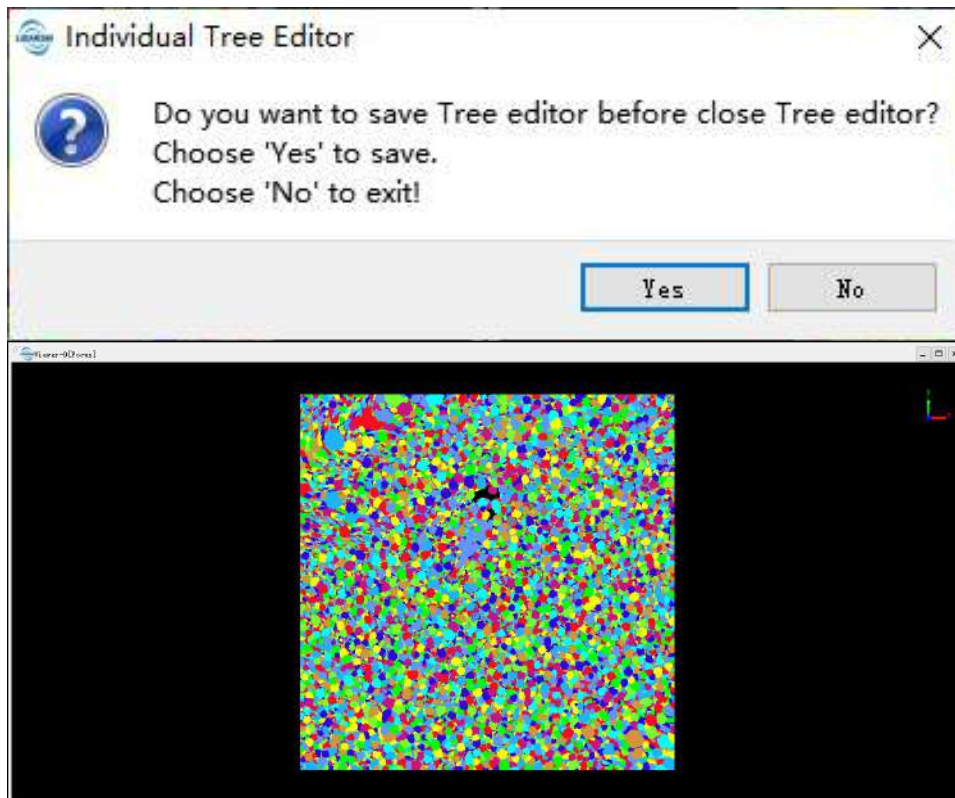 Individual Tree Editor
Do you want to save Tree editor before close Tree editor?
Choose 'Yes' to save.
Choose 'No' to exit!
Yes
No